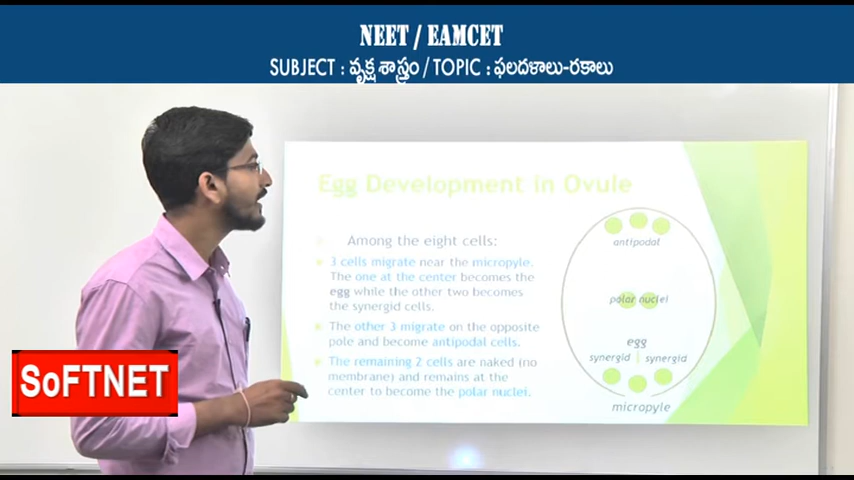 NEET / EAMCET
SUBJECT : వృక్ష శాస్త్రం / TOPIC : ఫలదళాలు-రకాలు
Egg Development in Ovule
Among the eight cells:
3 cells migrate near the micropyle.
The one at the center becomes the
egg while the other two becomes
the synergid cells.
The other 3 migrate on the opposite
pole and become antipodal cells.
The remaining 2 cells are naked (no
membrane) and remains at the
center to become the polar nuclei.
antipodal
polar nuclei
egg
synergid synergid
micropyle
SoFTNET